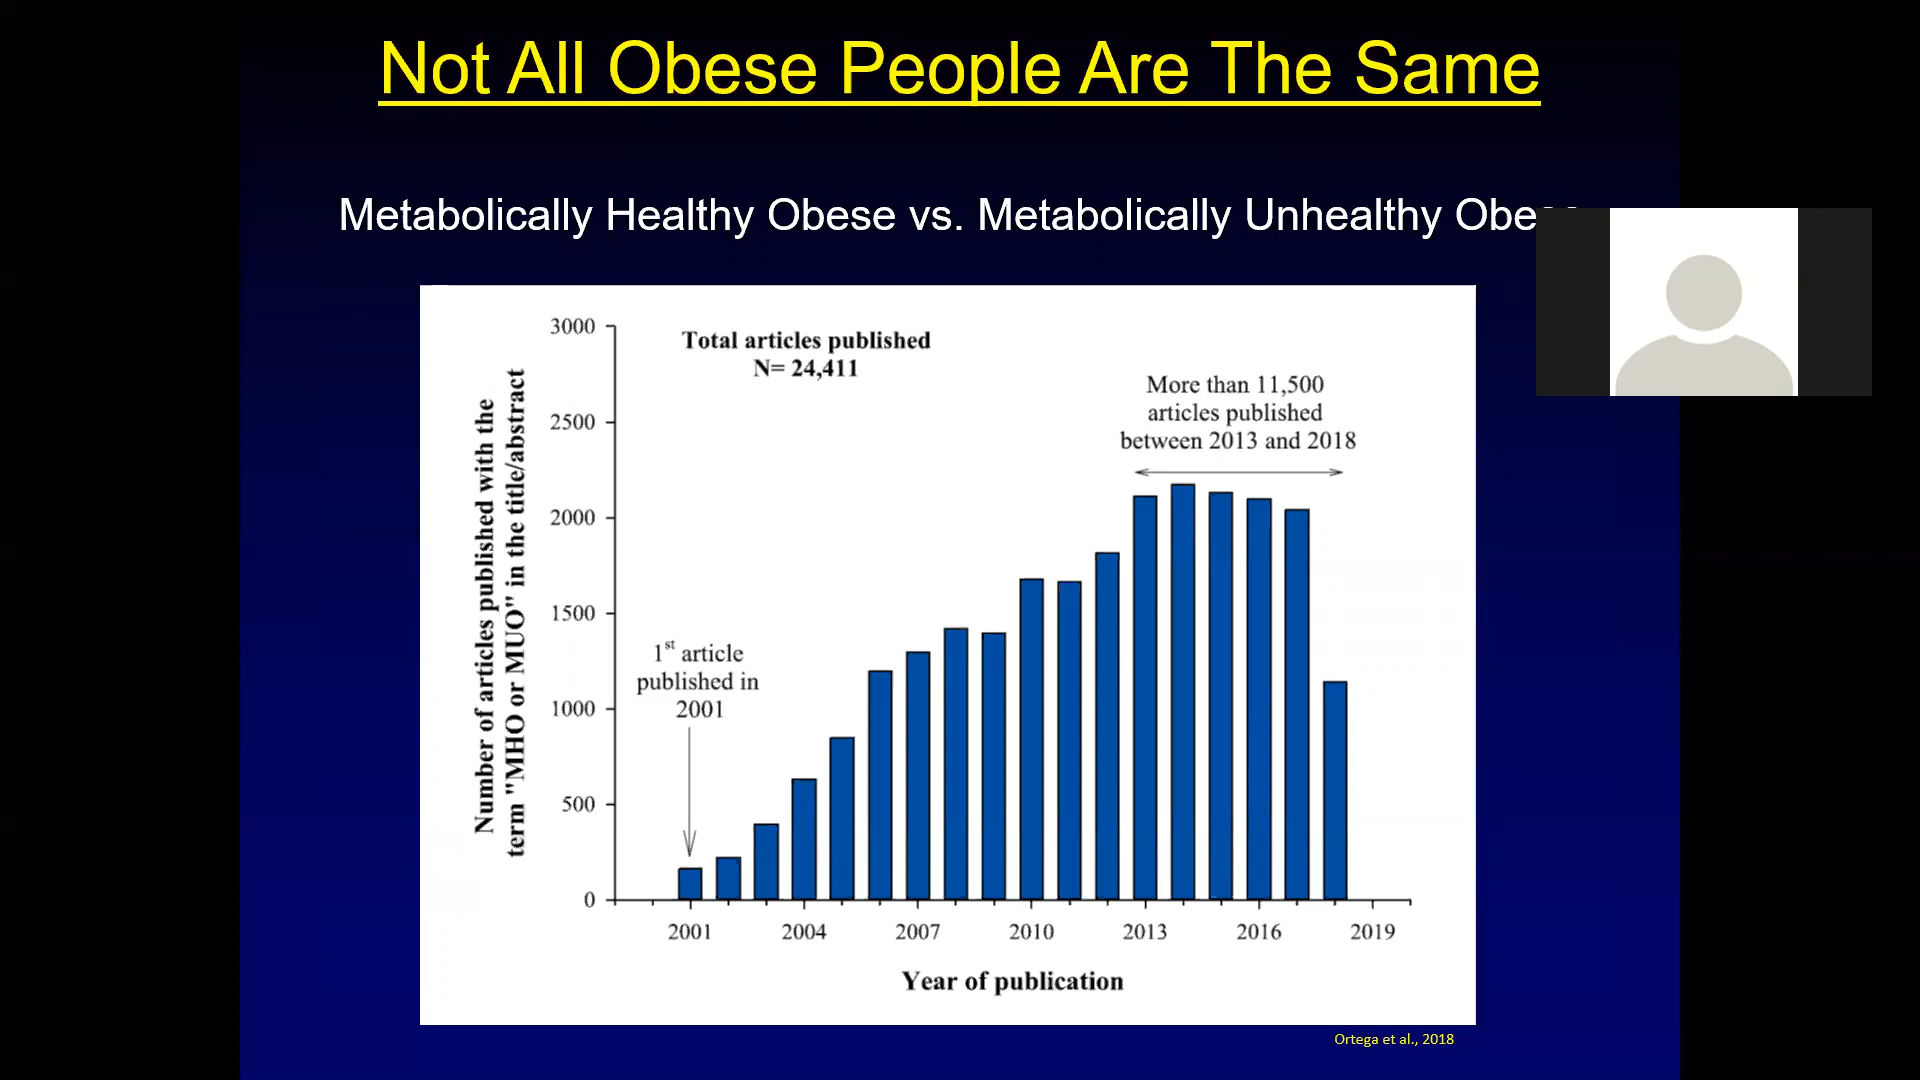 Not All Obese People Are The Same
Metabolically Healthy Obese vs. Metabolically Unhealthy
Total articles published
N= 24,411
More than 11,500
articles published
between 2013 and 2018
1st article
published in
2001
Number of articles published with the
term "MHO or MUO" in the title/abstract
3000
2500
2000
1500
1000
500
0
2001 2004 2007 2010 2013 2016 2019
Year of publication
Ortega et al., 2018